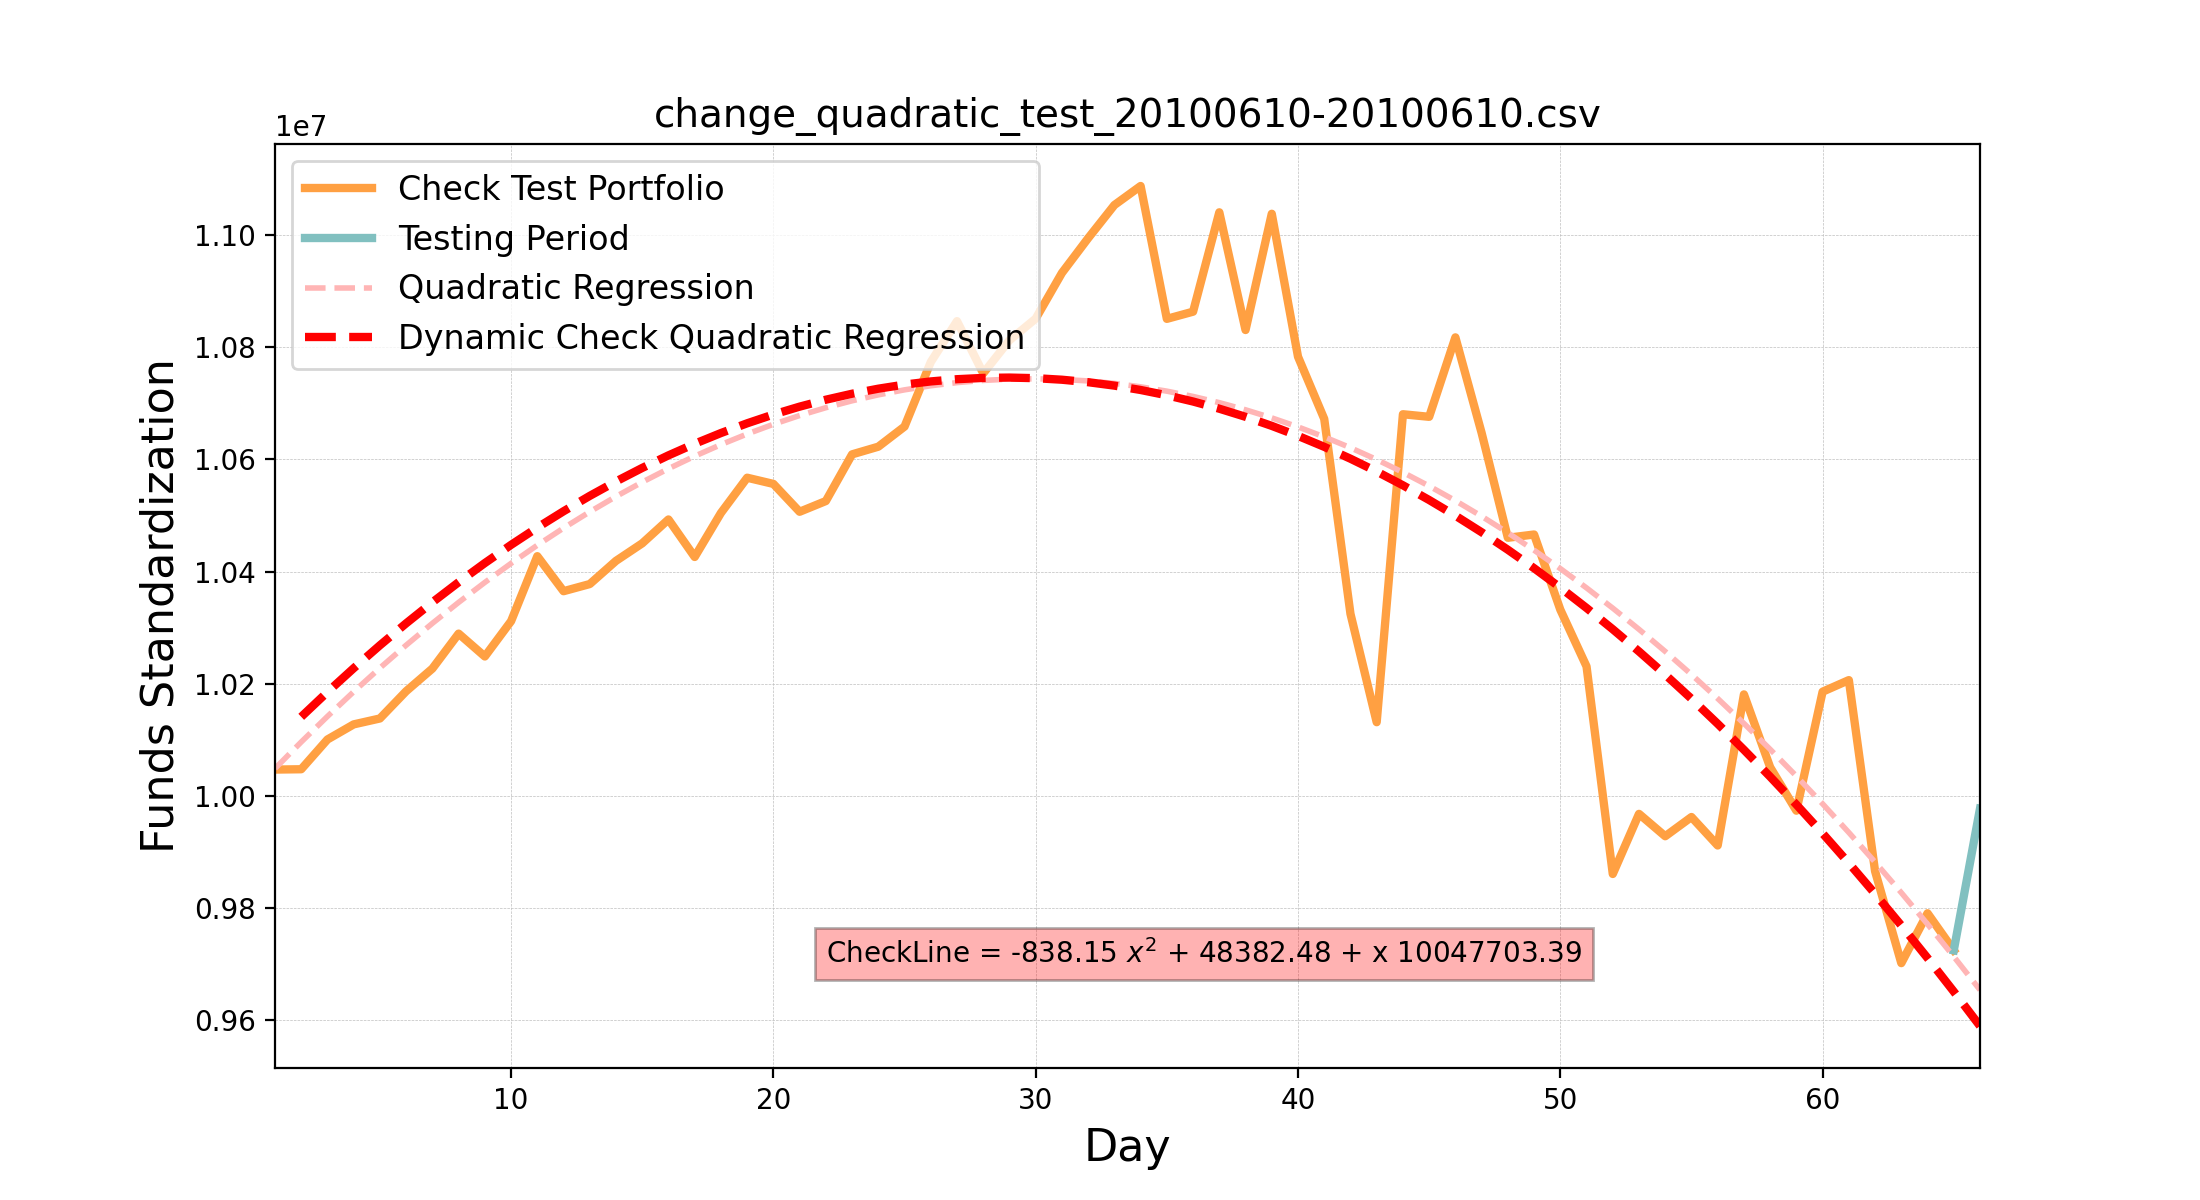 change_quadratic_test_20100610-20100610.csv
1e7
Check Test Portfolio
Testing Period
Quadratic Regression
Dynamic Check Quadratic Regression
1.10
1.08
1.06
1.04
1.02
1.00
0.98
0.96
Funds Standardization
CheckLine = -838.15 x² + 48382.48 + x 10047703.39
10 20 30 40 50 60
Day